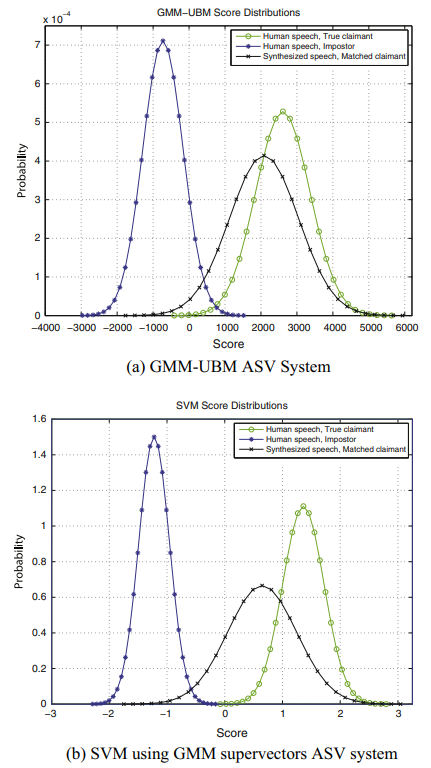 GMM-UBM Score Distributions
x 10⁻⁴
Human speech, True claimant
Human speech, Impostor
Synthesized speech, Matched claimant
7
6
5
4
3
2
1
0
Probability
-4000 -3000 -2000 -1000 0 1000 2000 3000 4000 5000 6000
Score
(a) GMM-UBM ASV System
SVM Score Distributions
Human speech, True claimant
Human speech, Impostor
Synthesized speech, Matched claimant
1.6
1.4
1.2
1
0.8
0.6
0.4
0.2
0
Probability
-3 -2 -1 0 1 2 3
Score
(b) SVM using GMM supervectors ASV system